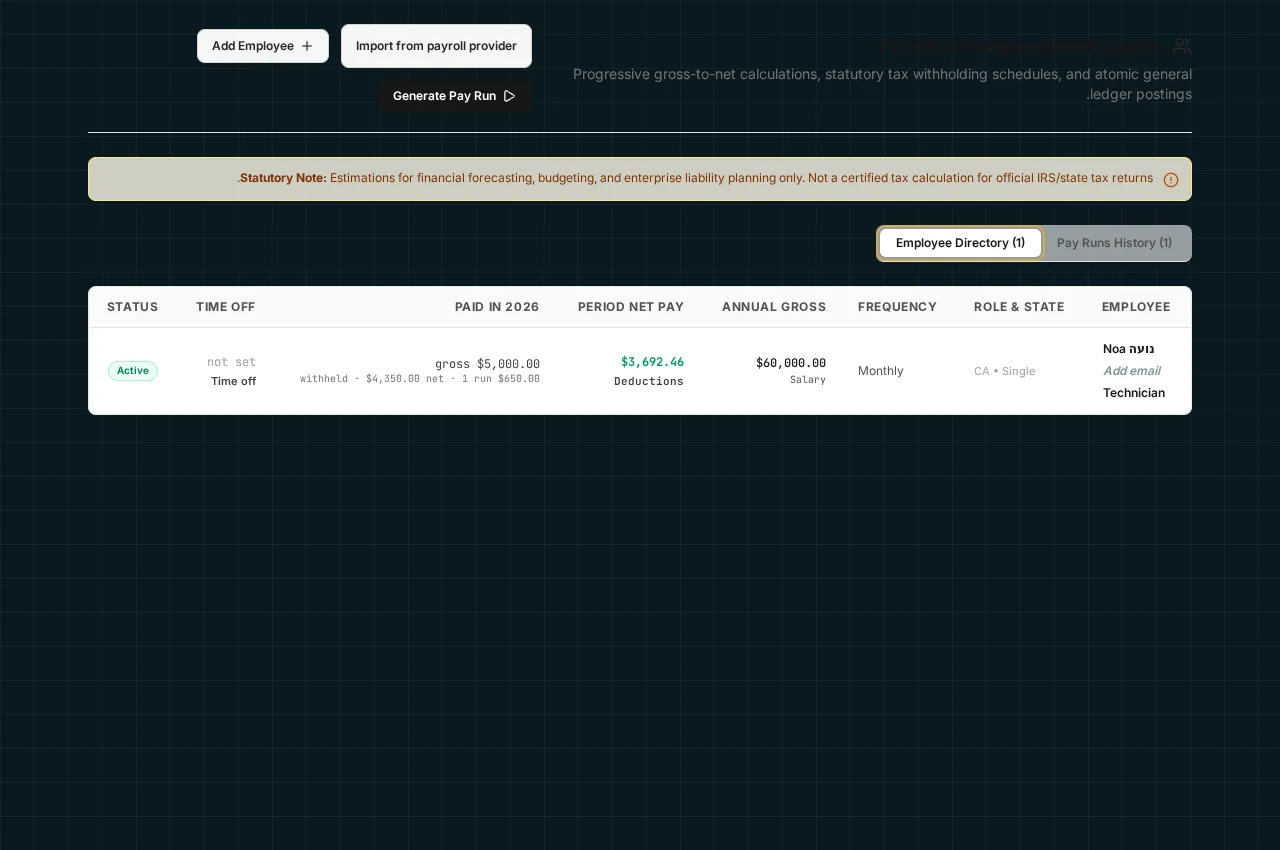 Add Employee
Import from payroll provider
Generate Pay Run
Progressive gross-to-net calculations, statutory tax withholding schedules, and atomic general
.ledger postings
.Statutory Note: Estimations for financial forecasting, budgeting, and enterprise liability planning only. Not a certified tax calculation for official IRS/state tax returns
Employee Directory (1)
Pay Runs History (1)
STATUS TIME OFF PAID IN 2026 PERIOD NET PAY ANNUAL GROSS FREQUENCY ROLE & STATE EMPLOYEE
Active
not set
Time off
gross $5,000.00
withheld · $4,350.00 net · 1 run $650.00
$3,692.46
Deductions
$60,000.00
Salary
Monthly
CA • Single
Noa נועה
Add email
Technician